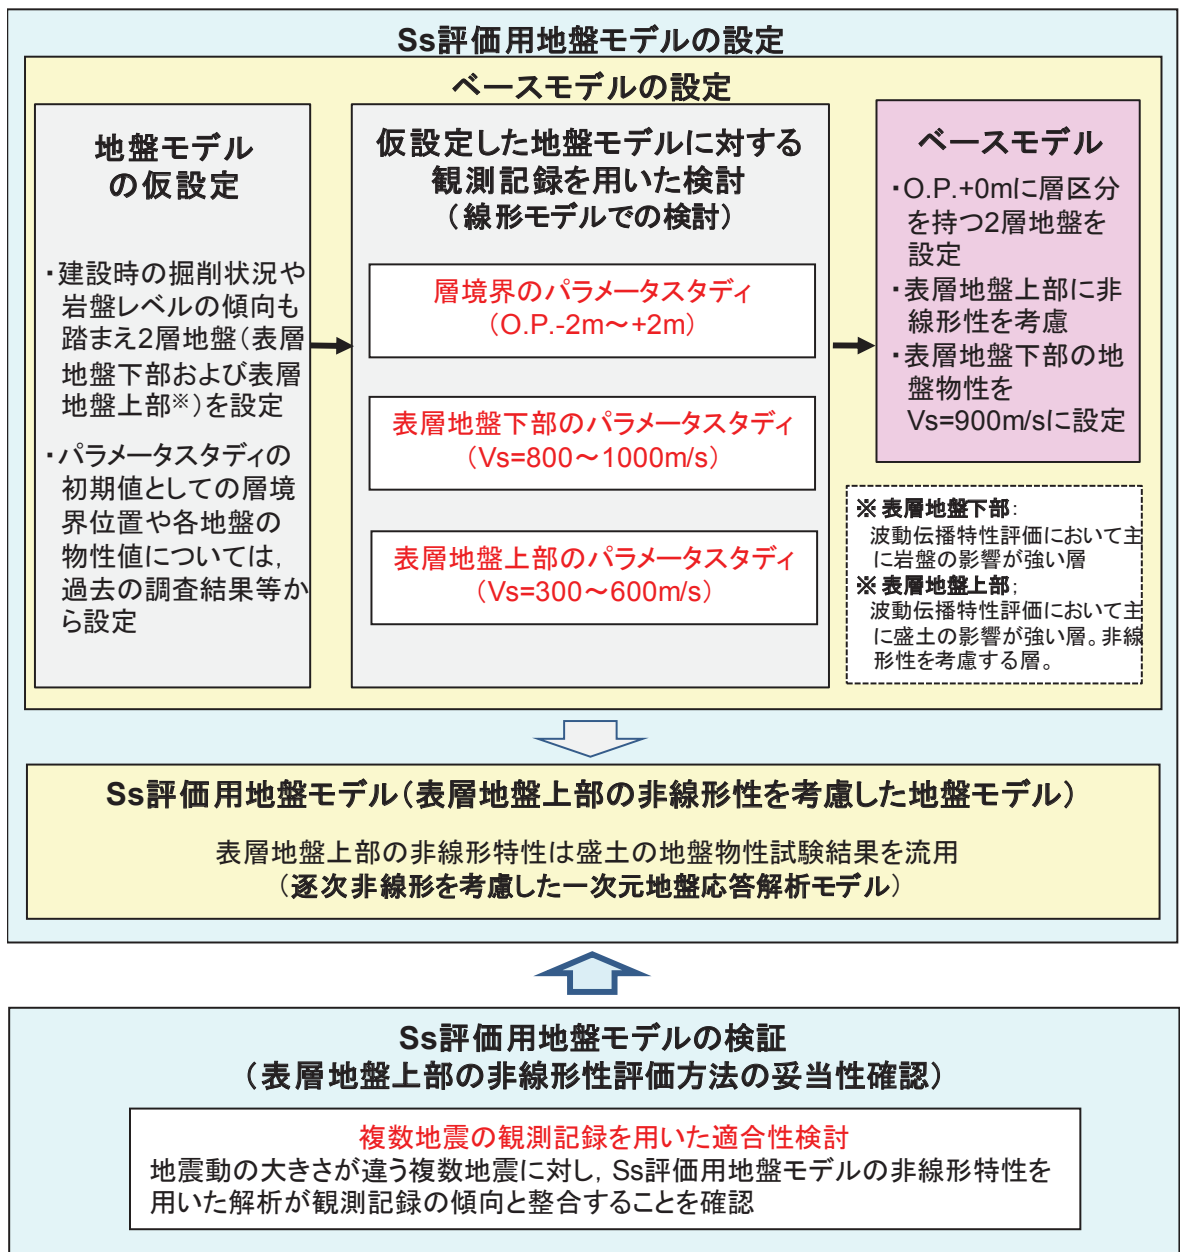 Ss評価用地盤モデルの設定
ベースモデルの設定
地盤モデル
の仮設定
・建設時の掘削状況や
岩盤レベルの傾向も
踏まえ2層地盤（表層
地盤下部および表層
地盤上部※）を設定
・パラメータスタディの
初期値としての層境
界位置や各地盤の
物性値については,
過去の調査結果等か
ら設定
仮設定した地盤モデルに対する
観測記録を用いた検討
（線形モデルでの検討）
層境界のパラメータスタディ
（O.P.-2m～+2m）
表層地盤下部のパラメータスタディ
（Vs=800～1000m/s）
表層地盤上部のパラメータスタディ
（Vs=300～600m/s）
ベースモデル
・O.P.+0mに層区分
を持つ2層地盤を
設定
・表層地盤上部に非
線形性を考慮
・表層地盤下部の地
盤物性を
Vs=900m/sに設定
※ 表層地盤下部:
波動伝播特性評価において主
に岩盤の影響が強い層
※ 表層地盤上部;
波動伝播特性評価において主
に盛土の影響が強い層。非線
形性を考慮する層。
Ss評価用地盤モデル（表層地盤上部の非線形性を考慮した地盤モデル）
表層地盤上部の非線形特性は盛土の地盤物性試験結果を流用
（逐次非線形を考慮した一次元地盤応答解析モデル）
Ss評価用地盤モデルの検証
（表層地盤上部の非線形性評価方法の妥当性確認）
複数地震の観測記録を用いた適合性検討
地震動の大きさが違う複数地震に対し, Ss評価用地盤モデルの非線形特性を
用いた解析が観測記録の傾向と整合することを確認